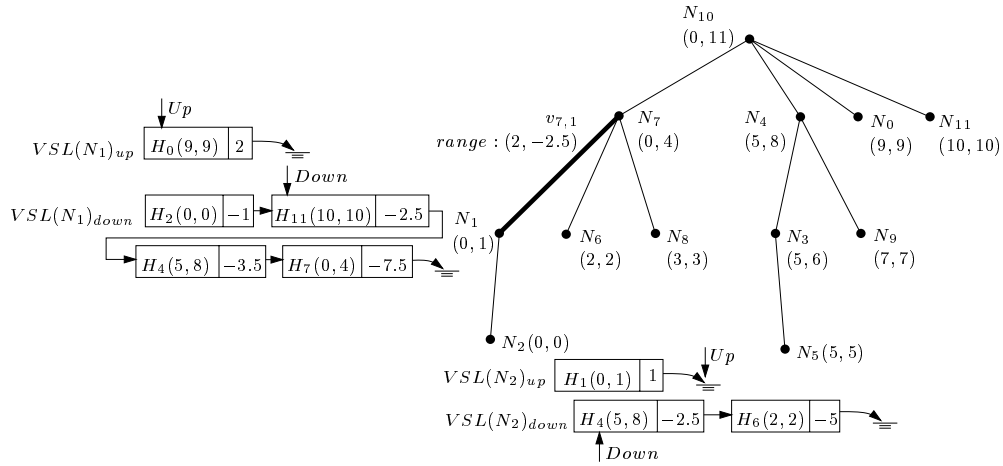 N10
(0, 11)
Up
VSL(N1)up H0(9, 9) 2
v7,1
range : (2, −2.5)
N7
(0, 4)
N4
(5, 8)
N0
(9, 9)
N11
(10, 10)
Down
VSL(N1)down H2(0, 0) −1 H11(10, 10) −2.5
H4(5, 8) −3.5 H7(0, 4) −7.5
N1
(0, 1)
N6
(2, 2)
N8
(3, 3)
N3
(5, 6)
N9
(7, 7)
N2(0, 0)
N5(5, 5)
Up
VSL(N2)up H1(0, 1) 1
VSL(N2)down H4(5, 8) −2.5 H6(2, 2) −5
Down